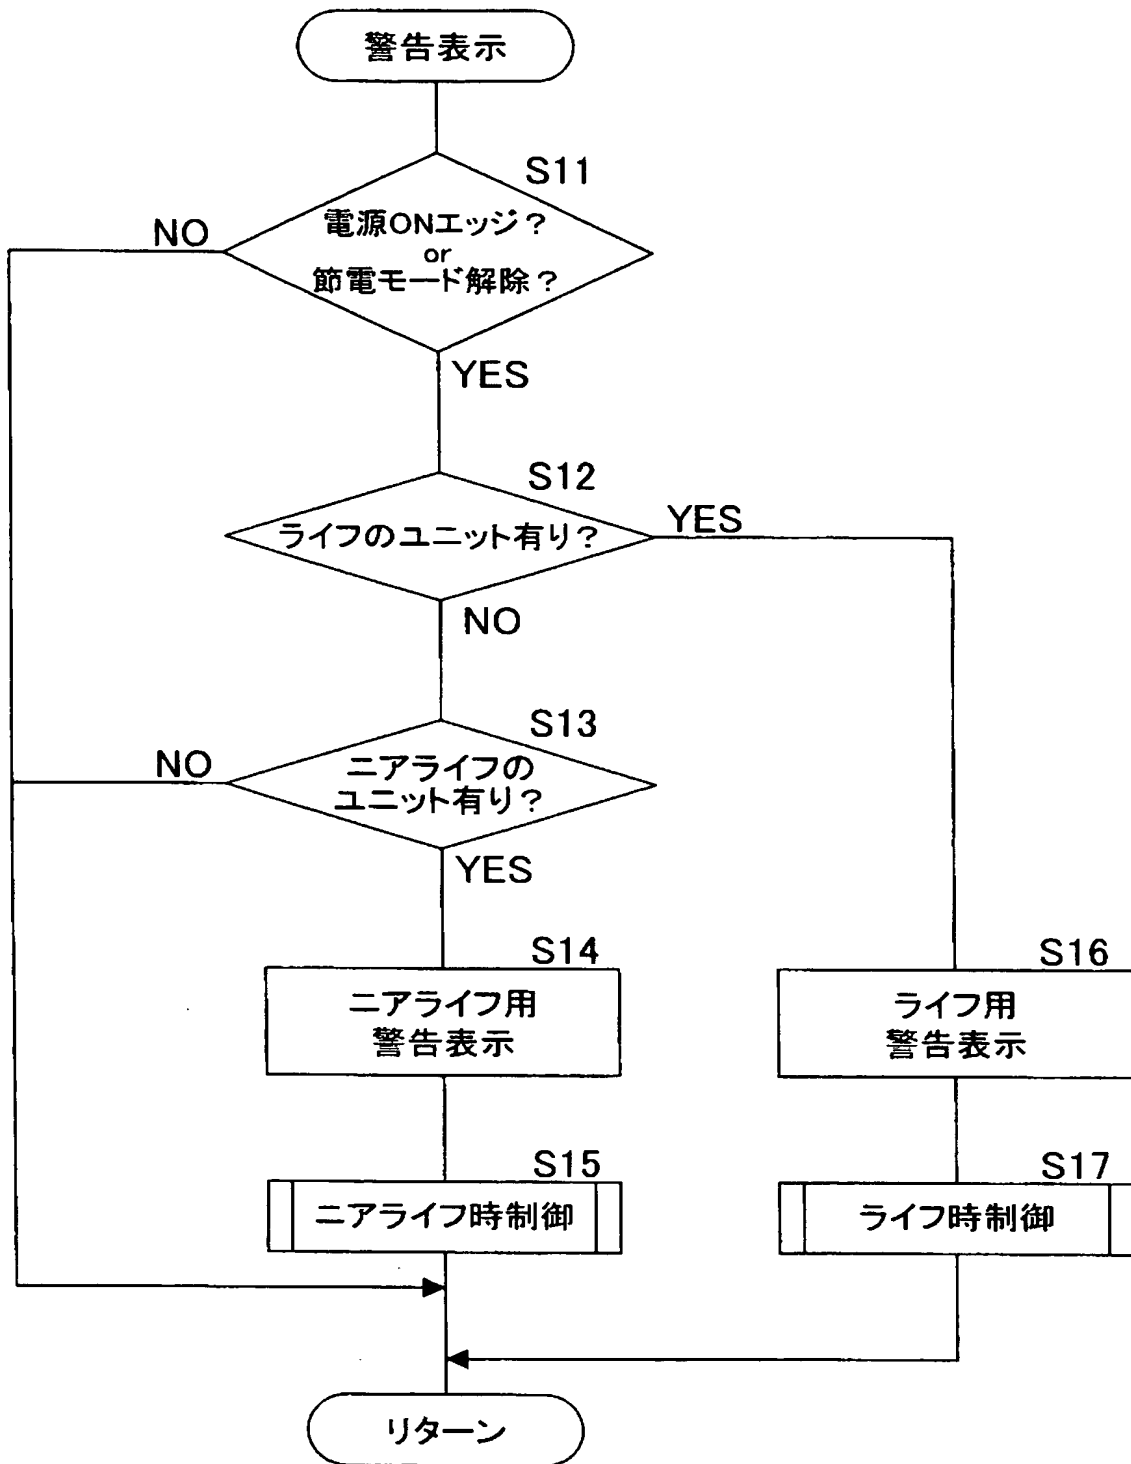 警告表示
S11
電源ONエッジ?
or
節電モード解除?
NO
YES
S12
ライフのユニット有り?
YES
NO
S13
ニアライフの
ユニット有り?
NO
YES
S14
ニアライフ用
警告表示
S16
ライフ用
警告表示
S15
ニアライフ時制御
S17
ライフ時制御
リターン